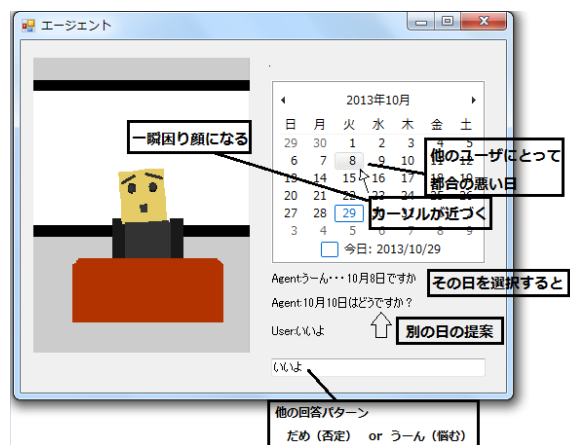 エージェント
2013年10月
日 月 火 水 木 金 土
29 30 1 2 3 4 5
6 7 8 9 10 11 12
13 14 15 16 17 18 19
20 21 22 23 24 25 26
27 28 29
3 4 5 6 7 8 9
今日: 2013/10/29
一瞬困り顔になる
他のユーザにとって
都合の悪い日
カーソルが近づく
Agent:うーん・・・10月8日ですか
その日を選択すると
Agent:10月10日はどうですか？
User:いいよ
別の日の提案
いいよ
他の回答パターン
だめ（否定） or うーん（悩む）